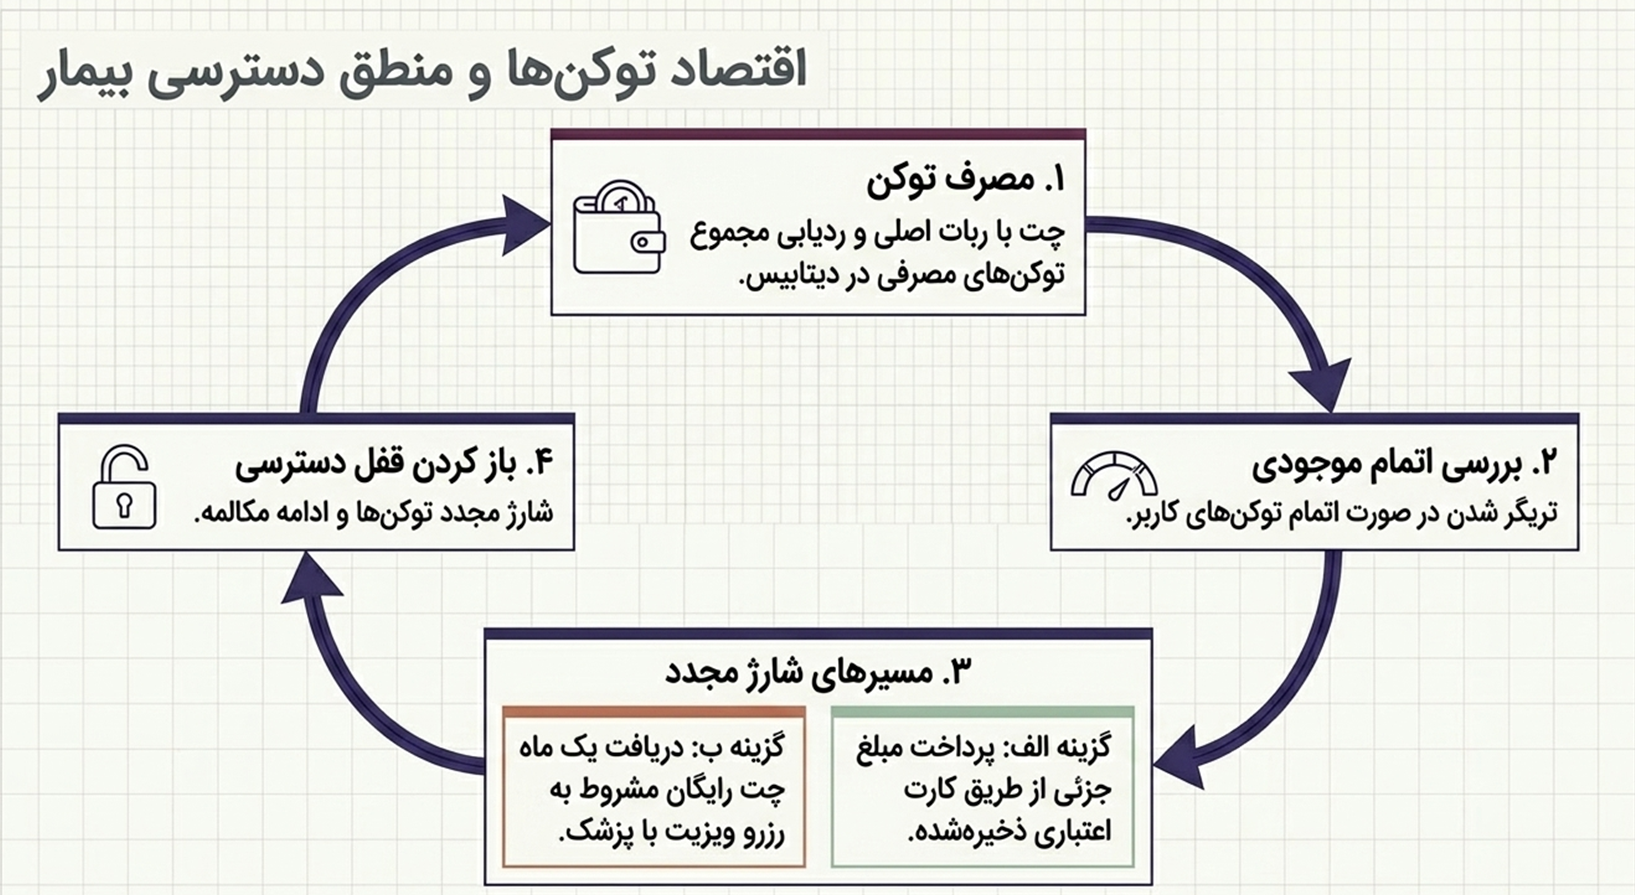 اقتصاد توکن‌ها و منطق دسترسی بیمار
۱. مصرف توکن
چت با ربات اصلی و ردیابی مجموع
توکن‌های مصرفی در دیتابیس.
۲. بررسی اتمام موجودی
تریگر شدن در صورت اتمام توکن‌های کاربر.
۳. مسیرهای شارژ مجدد
گزینه الف: پرداخت مبلغ
جزئی از طریق کارت
اعتباری ذخیره‌شده.
گزینه ب: دریافت یک ماه
چت رایگان مشروط به
رزرو ویزیت با پزشک.
۴. باز کردن قفل دسترسی
شارژ مجدد توکن‌ها و ادامه مکالمه.